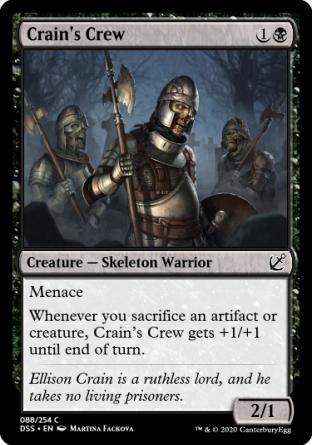 Crain's Crew 1
Creature — Skeleton Warrior
Menace
Whenever you sacrifice an artifact or
creature, Crain's Crew gets +1/+1
until end of turn.
Ellison Crain is a ruthless lord, and he
takes no living prisoners.
2/1
088/254 C
DSS • EN Martina Fackova
™ & © 2020 CanterburyEgg